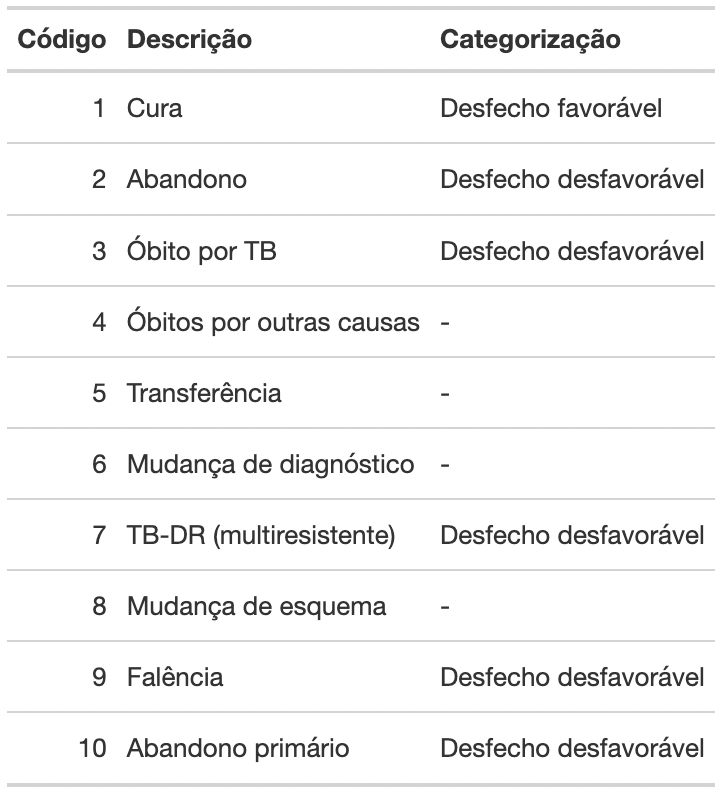 Código Descrição Categorização
1 Cura Desfecho favorável
2 Abandono Desfecho desfavorável
3 Óbito por TB Desfecho desfavorável
4 Óbitos por outras causas -
5 Transferência -
6 Mudança de diagnóstico -
7 TB-DR (multiresistente) Desfecho desfavorável
8 Mudança de esquema -
9 Falência Desfecho desfavorável
10 Abandono primário Desfecho desfavorável